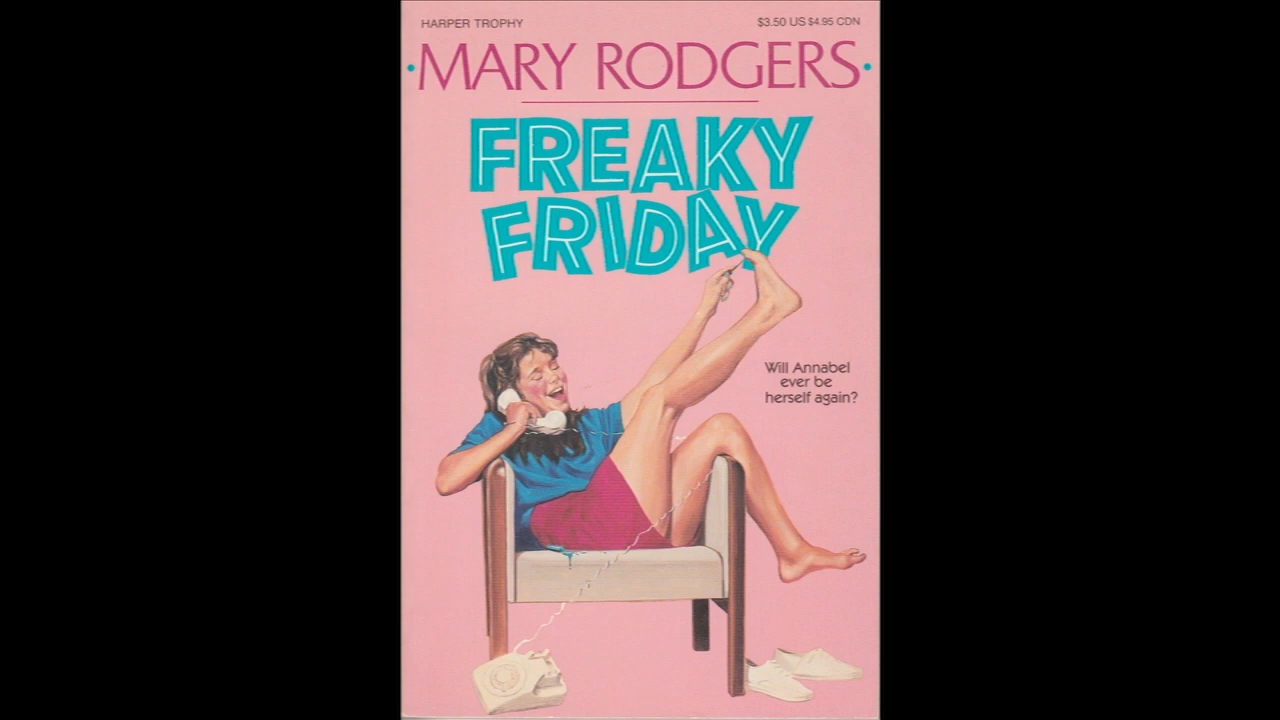 HARPER TROPHY
$3.50 US $4.95 CDN
•MARY RODGERS•
FREAKY
FRIDAY
Will Annabel
ever be
herself again?